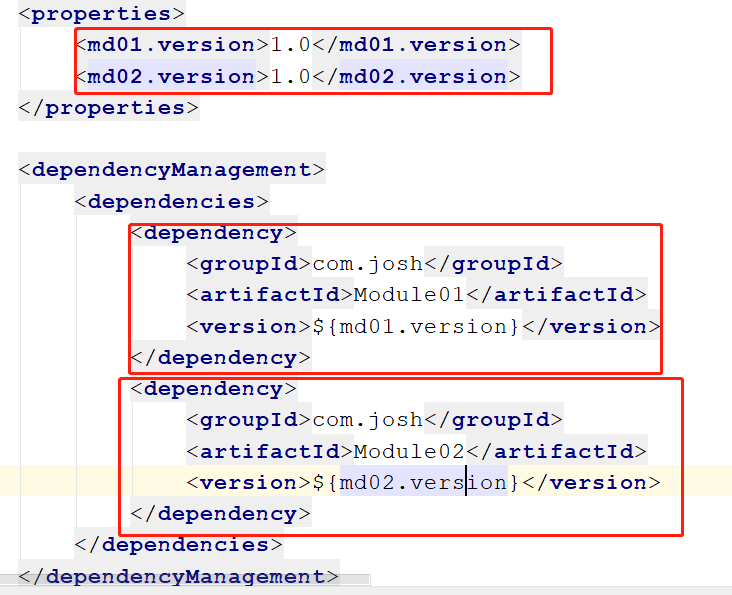 <properties>
<md01.version>1.0</md01.version>
<md02.version>1.0</md02.version>
</properties>
<dependencyManagement>
<dependencies>
<dependency>
<groupId>com.josh</groupId>
<artifactId>Module01</artifactId>
<version>${md01.version}</version>
</dependency>
<dependency>
<groupId>com.josh</groupId>
<artifactId>Module02</artifactId>
<version>${md02.version}</version>
</dependency>
</dependencies>
</dependencyManagement>